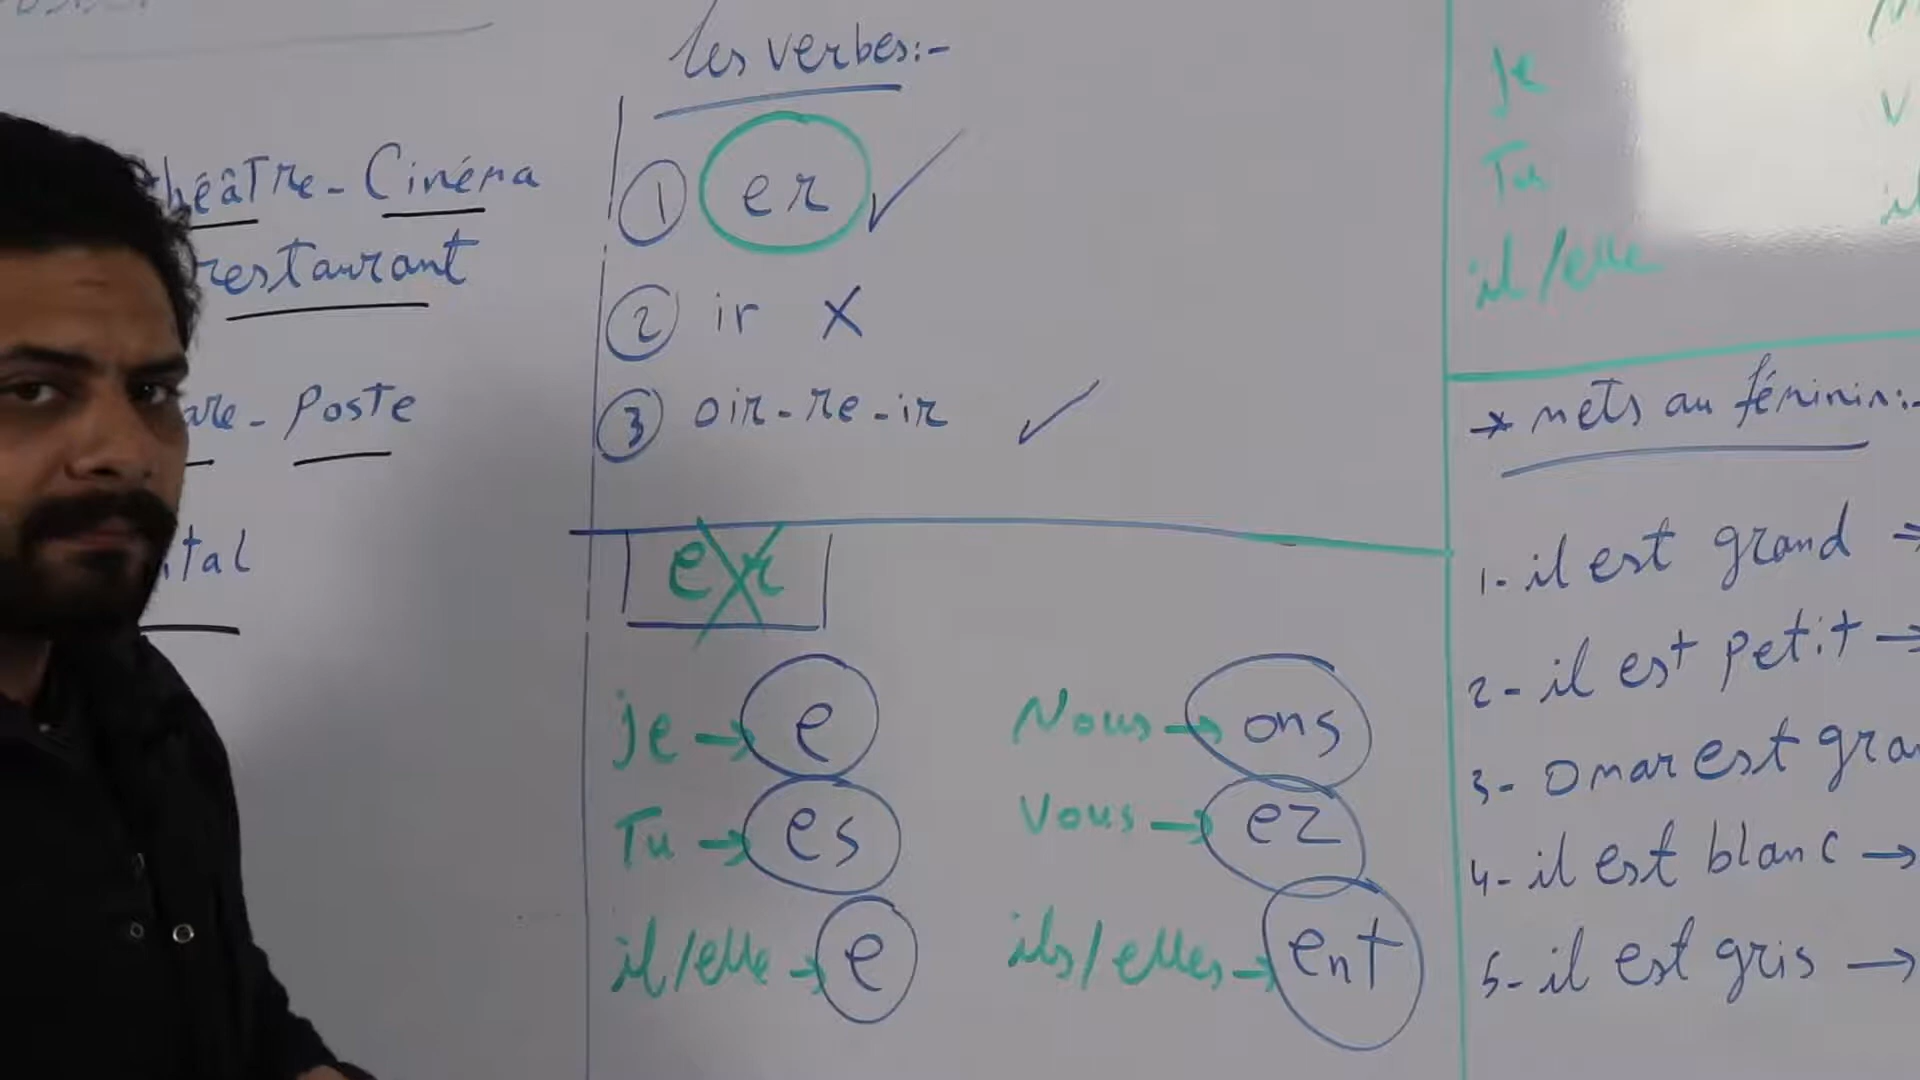 Théâtre - Cinéma
restaurant
Poste
les verbes:-
① er ✓
② ir X
③ oir-re-ir ✓
er
je → e
Tu → es
il/elle → e
Nous → ons
Vous → ez
ils/elles → ent
je
Tu
il/elle
→ mets au féminin:-
1- il est grand →
2- il est petit →
3- Omar est
4- il est blanc →
5- il est gris →